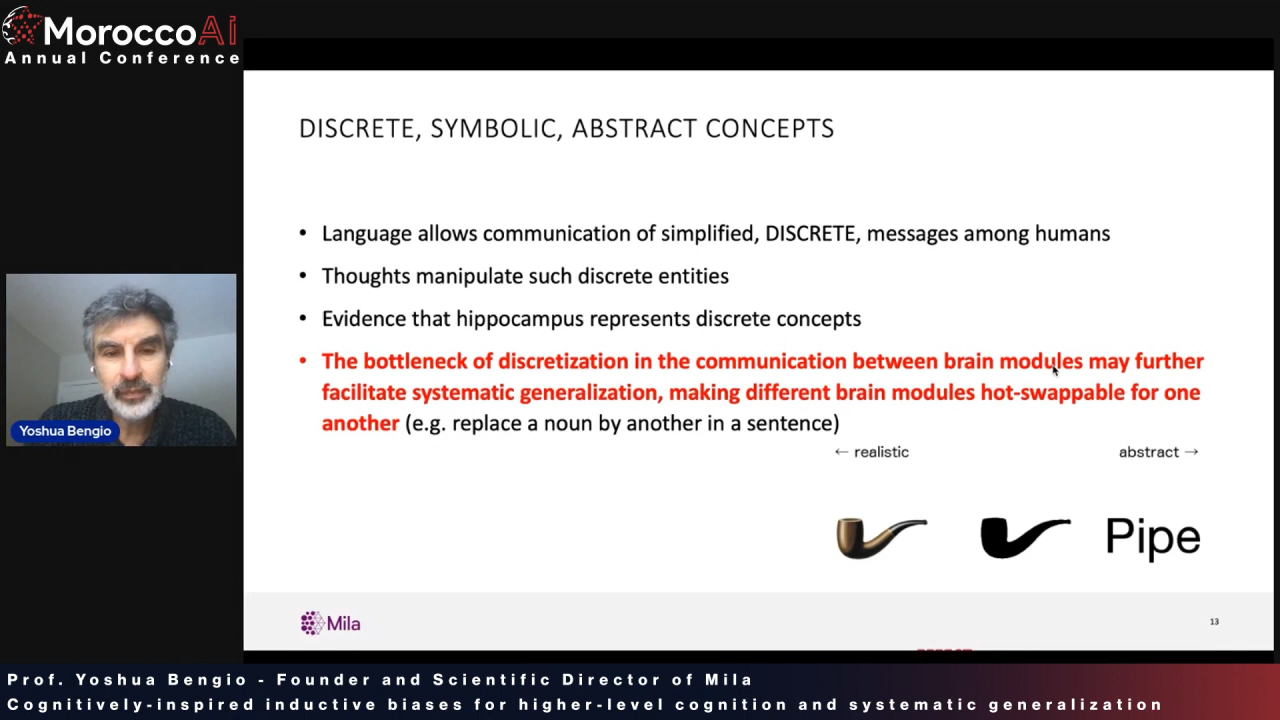 MoroccoAi
Annual Conference
DISCRETE, SYMBOLIC, ABSTRACT CONCEPTS
• Language allows communication of simplified, DISCRETE, messages among humans
• Thoughts manipulate such discrete entities
• Evidence that hippocampus represents discrete concepts
• The bottleneck of discretization in the communication between brain modules may further
facilitate systematic generalization, making different brain modules hot-swappable for one
another (e.g. replace a noun by another in a sentence)
← realistic abstract →
Pipe
Yoshua Bengio
Mila
13
Prof. Yoshua Bengio - Founder and Scientific Director of Mila
Cognitively-inspired inductive biases for higher-level cognition and systematic generalization